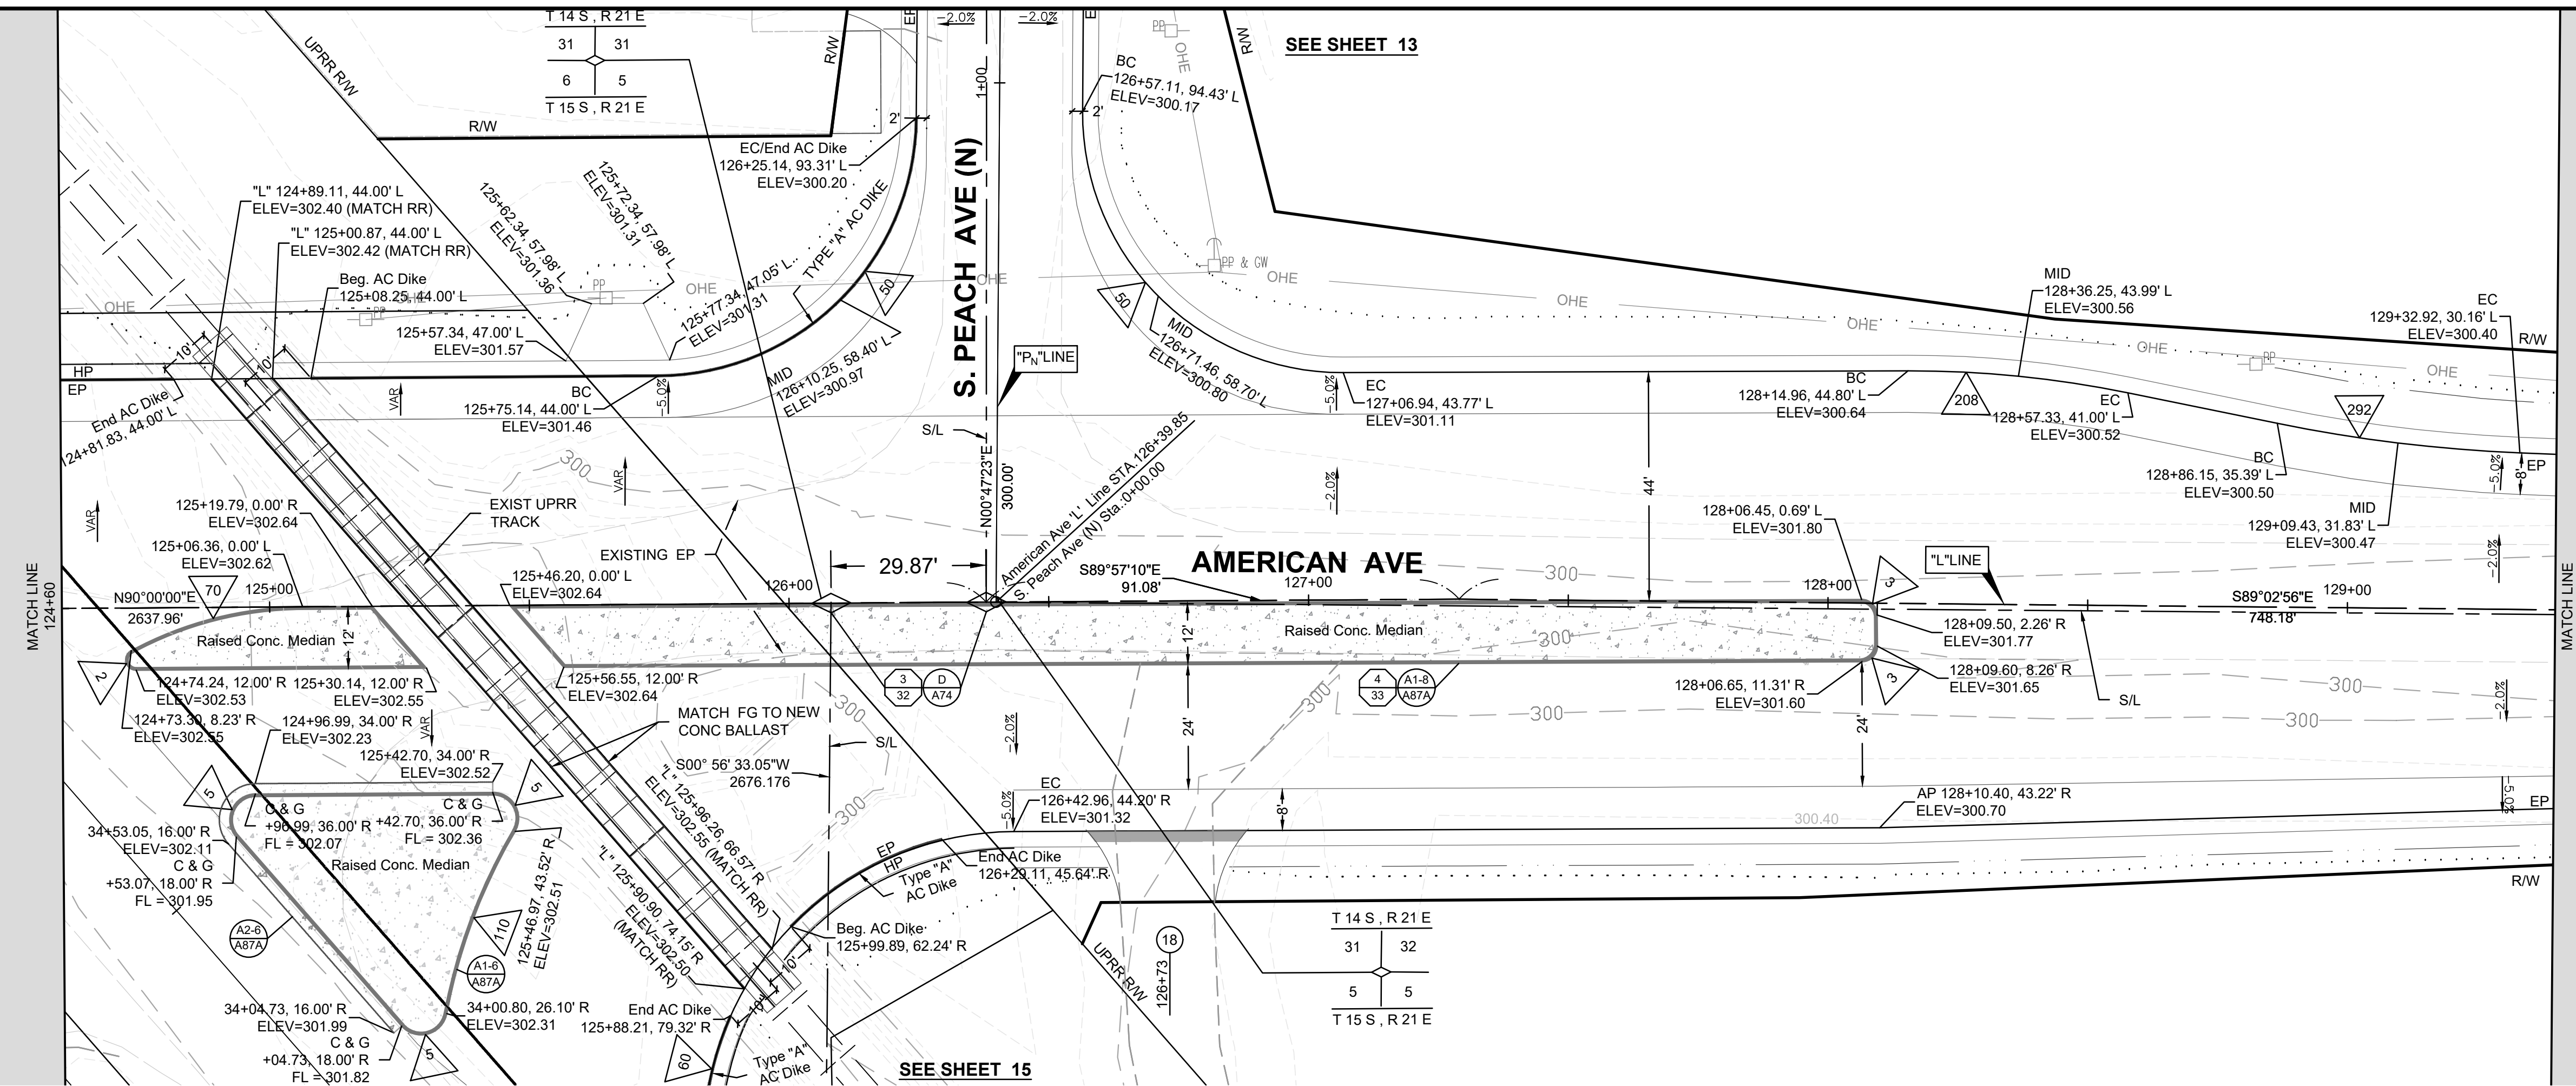 T 14 S , R 21 E
31 31
6 5
T 15 S , R 21 E
UPRR R/W
R/W
R/W
EP
-2.0%
-2.0%
1+00
PP
OHE
R/W
SEE SHEET 13
BC
126+57.11, 94.43' L
ELEV=300.17
2'
2'
EC/End AC Dike
126+25.14, 93.31' L
ELEV=300.20
S. PEACH AVE (N)
TYPE "A" AC DIKE
125+72.34, 57.98' L
ELEV=301.31
125+62.34, 57.98' L
ELEV=301.36
"L" 124+89.11, 44.00' L
ELEV=302.40 (MATCH RR)
"L" 125+00.87, 44.00' L
ELEV=302.42 (MATCH RR)
Beg. AC Dike
125+08.25, 44.00' L
OHE
OHE
PP
PP
OHE
OHE
PP & GW
OHE
OHE
OHE
OHE
OHE
PP
125+57.34, 47.00' L
ELEV=301.57
125+77.34, 47.05' L
ELEV=301.31
50
50
MID
126+10.25, 58.40' L
ELEV=300.97
MID
126+71.46, 58.70' L
ELEV=300.80
"PN"LINE
MID
128+36.25, 43.99' L
ELEV=300.56
EC
129+32.92, 30.16' L
ELEV=300.40
R/W
10'
10'
HP
EP
End AC Dike
124+81.83, 44.00' L
VAR
BC
125+75.14, 44.00' L
ELEV=301.46
-5.0%
-5.0%
EC
127+06.94, 43.77' L
ELEV=301.11
BC
128+14.96, 44.80' L
ELEV=300.64
208
EC
128+57.33, 41.00' L
ELEV=300.52
292
BC
128+86.15, 35.39' L
ELEV=300.50
MID
129+09.43, 31.83' L
ELEV=300.47
-5.0%
8'
EP
-2.0%
S/L
N00°47'23"E
300.00'
American Ave 'L' Line STA.126+39.85
S. Peach Ave (N) Sta.:0+00.00
300
VAR
VAR
-2.0%
44'
125+19.79, 0.00' R
ELEV=302.64
EXIST UPRR
TRACK
125+06.36, 0.00' L
ELEV=302.62
EXISTING EP
29.87'
AMERICAN AVE
128+06.45, 0.69' L
ELEV=301.80
"L"LINE
MATCH LINE
124+60
MATCH LINE
70
125+00
N90°00'00"E
2637.96'
125+46.20, 0.00' L
ELEV=302.64
126+00
S89°57'10"E
91.08'
127+00
300
128+00
3
S89°02'56"E
748.18'
129+00
Raised Conc. Median
12'
12'
Raised Conc. Median
300
128+09.50, 2.26' R
ELEV=301.77
2
124+74.24, 12.00' R
ELEV=302.53
125+30.14, 12.00' R
ELEV=302.55
125+56.55, 12.00' R
ELEV=302.64
3
32
D
A74
4
33
A1-8
A87A
128+06.65, 11.31' R
ELEV=301.60
3
128+09.60, 8.26' R
ELEV=301.65
S/L
124+73.30, 8.23' R
ELEV=302.55
124+96.99, 34.00' R
ELEV=302.23
VAR
MATCH FG TO NEW
CONC BALLAST
300
300
300
300
300
-2.0%
-2.0%
24'
24'
S/L
125+42.70, 34.00' R
ELEV=302.52
S00° 56' 33.05"W
2676.176
300
5
5
C & G
+96.99, 36.00' R
FL = 302.07
C & G
+42.70, 36.00' R
FL = 302.36
"L" 125+96.26, 66.57' R
ELEV=302.55 (MATCH RR)
-5.0%
EC
126+42.96, 44.20' R
ELEV=301.32
8'
AP 128+10.40, 43.22' R
ELEV=300.70
300.40
-5.0%
EP
34+53.05, 16.00' R
ELEV=302.11
C & G
+53.07, 18.00' R
FL = 301.95
Raised Conc. Median
125+46.97, 43.52' R
ELEV=302.51
"L" 125+90.90, 74.15' R
ELEV=302.50
(MATCH RR)
EP
HP
Type "A"
AC Dike
End AC Dike
126+29.11, 45.64' R
R/W
A2-6
A87A
110
A1-6
A87A
Beg. AC Dike
125+99.89, 62.24' R
10'
10'
18
126+73
UPRR R/W
T 14 S , R 21 E
31 32
5 5
T 15 S , R 21 E
34+04.73, 16.00' R
ELEV=301.99
C & G
+04.73, 18.00' R
FL = 301.82
34+00.80, 26.10' R
ELEV=302.31
5
End AC Dike
125+88.21, 79.32' R
60
Type "A"
AC Dike
SEE SHEET 15